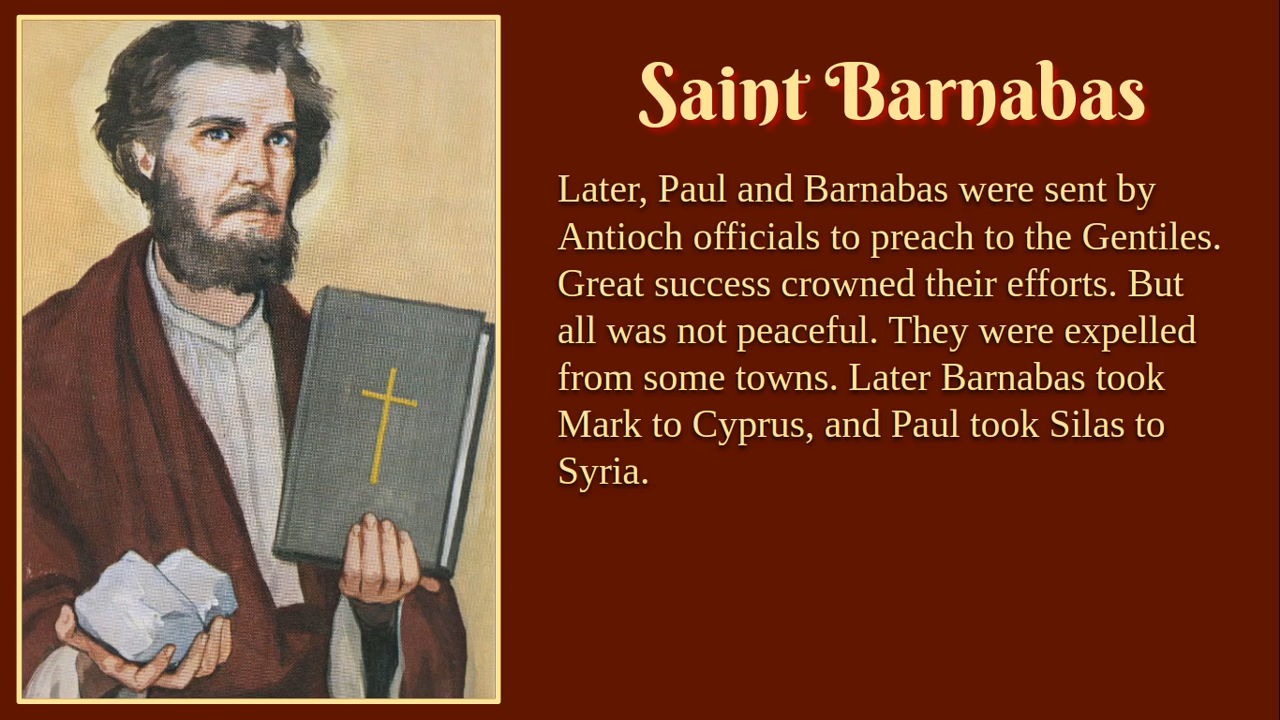 Saint Barnabas
Later, Paul and Barnabas were sent by
Antioch officials to preach to the Gentiles.
Great success crowned their efforts. But
all was not peaceful. They were expelled
from some towns. Later Barnabas took
Mark to Cyprus, and Paul took Silas to
Syria.